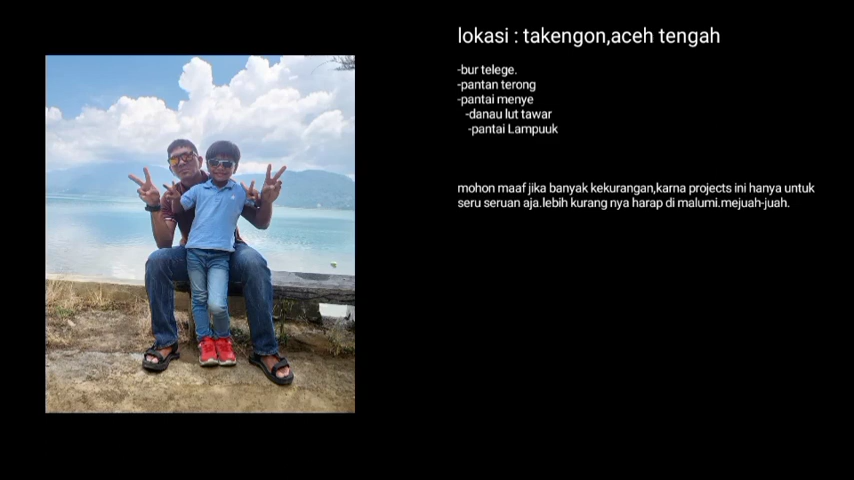 lokasi : takengon,aceh tengah
-bur telege.
-pantan terong
-pantai menye
-danau lut tawar
-pantai Lampuuk
mohon maaf jika banyak kekurangan,karna projects ini hanya untuk
seru seruan aja.lebih kurang nya harap di malumi.mejuah-juah.